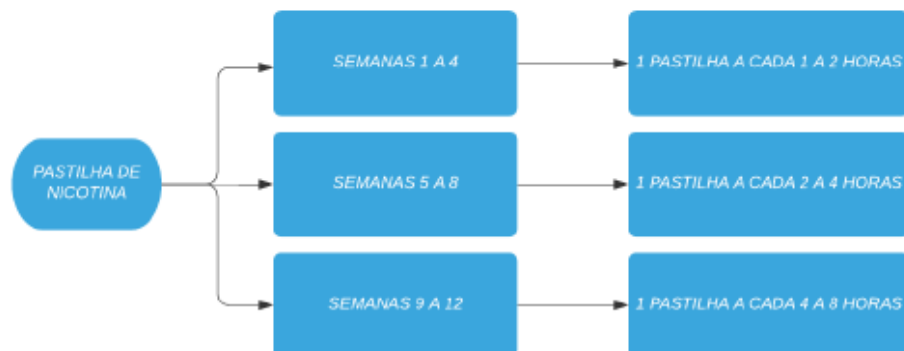 SEMANAS 1 A 4
1 PASTILHA A CADA 1 A 2 HORAS
PASTILHA DE
NICOTINA
SEMANAS 5 A 8
1 PASTILHA A CADA 2 A 4 HORAS
SEMANAS 9 A 12
1 PASTILHA A CADA 4 A 8 HORAS